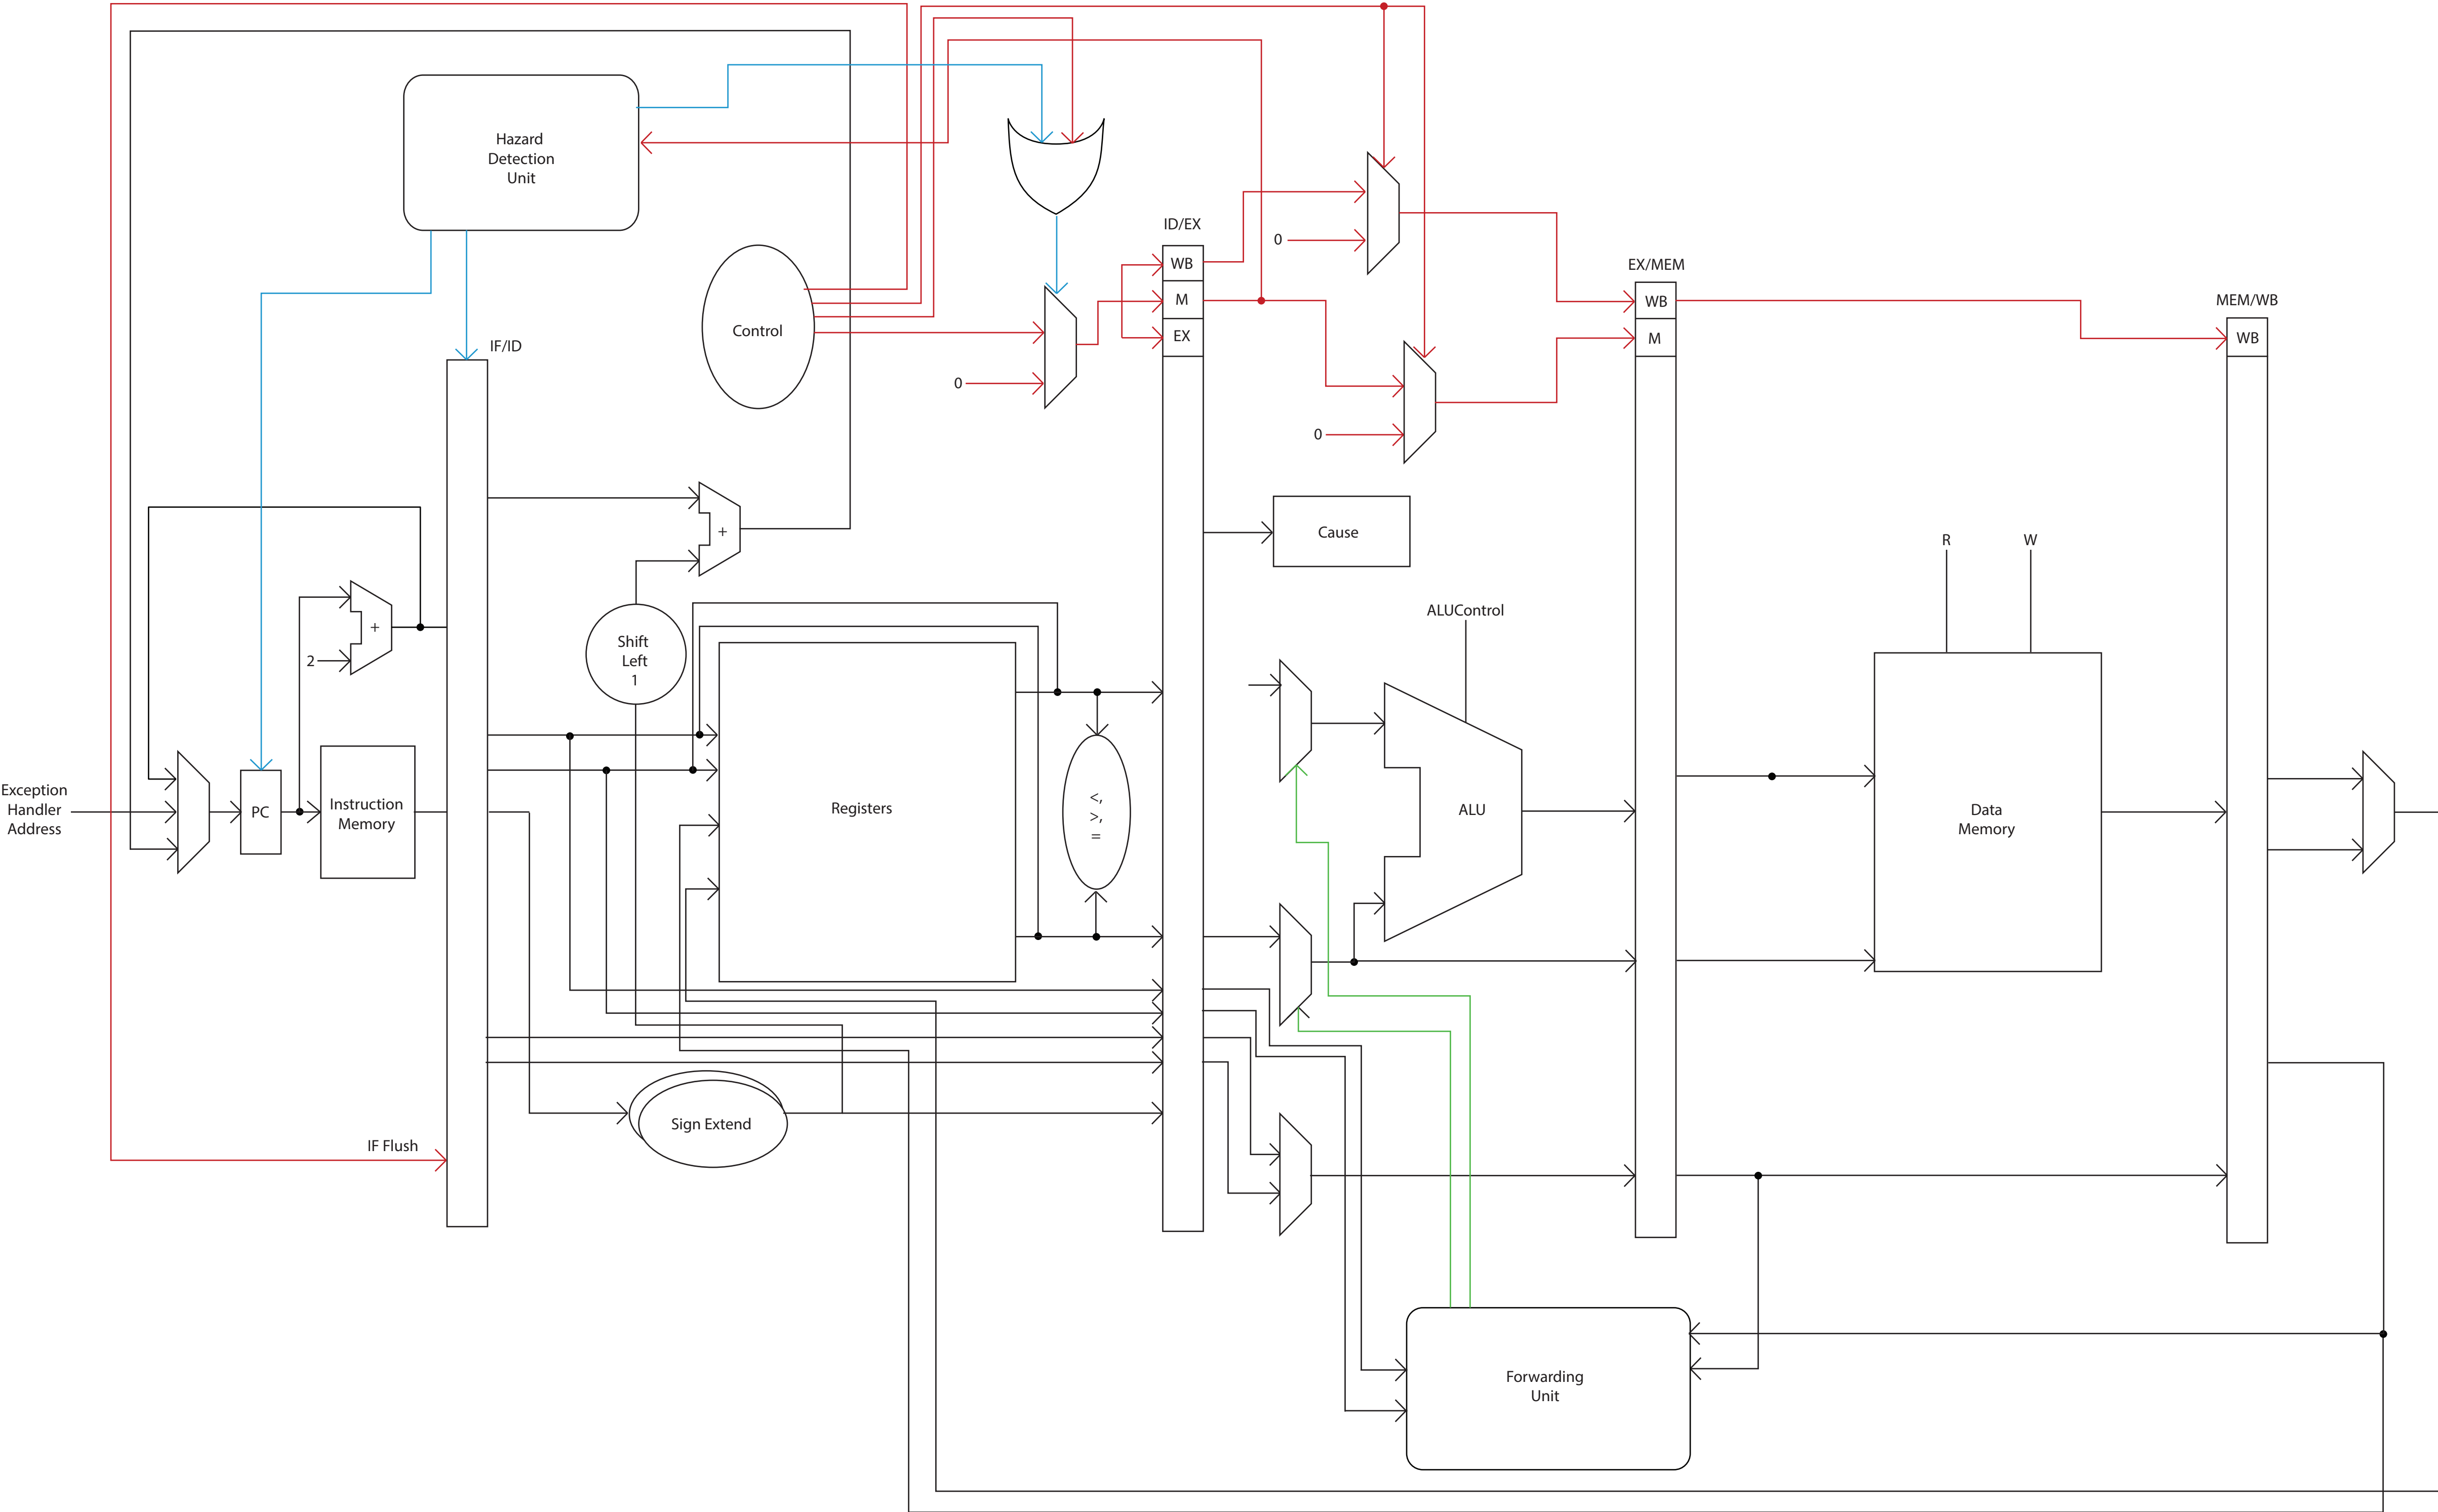 Hazard
Detection
Unit
ID/EX
WB
M
EX
0
Control
0
EX/MEM
WB
M
MEM/WB
WB
IF/ID
0
Cause
+
R
W
ALUControl
+
2
Shift
Left
1
Exception
Handler
Address
PC
Instruction
Memory
Registers
<,
>,
=
ALU
Data
Memory
Sign Extend
IF Flush
Forwarding
Unit